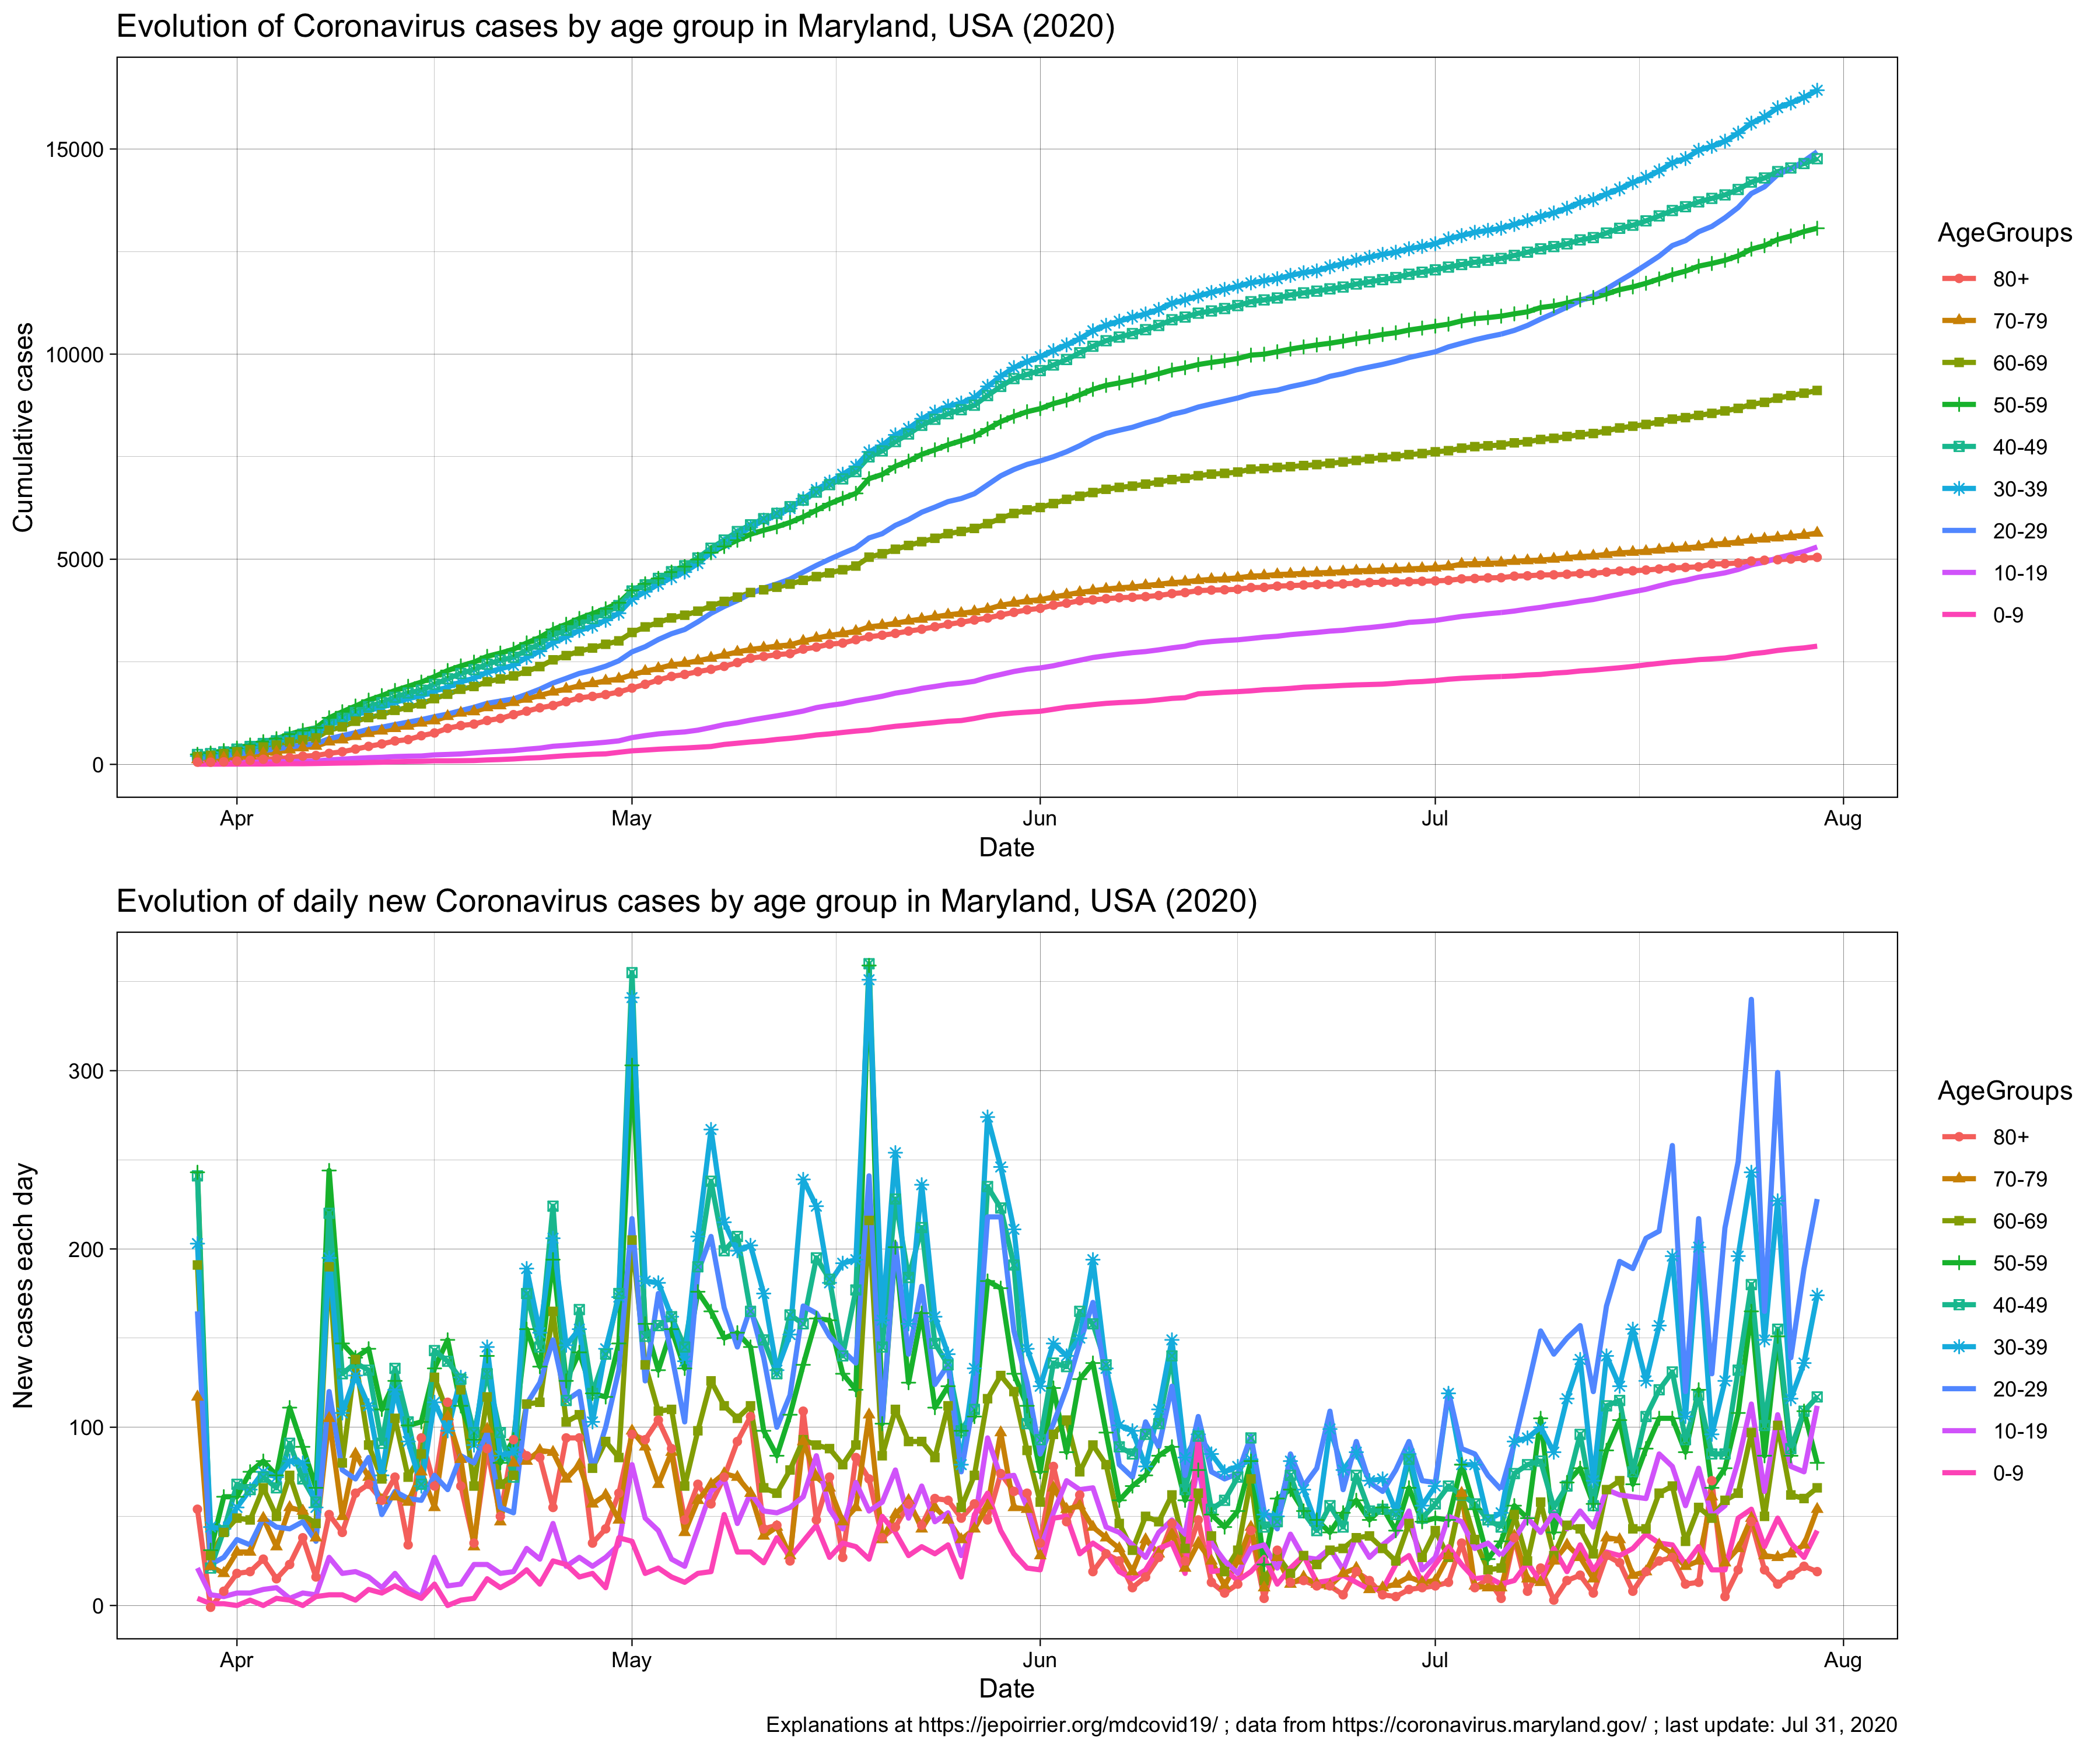 Evolution of Coronavirus cases by age group in Maryland, USA (2020)
15000
10000
5000
0
Cumulative cases
Apr May Jun Jul Aug
Date
AgeGroups
80+
70-79
60-69
50-59
40-49
30-39
20-29
10-19
0-9
Evolution of daily new Coronavirus cases by age group in Maryland, USA (2020)
300
200
100
0
New cases each day
Apr May Jun Jul Aug
Date
AgeGroups
80+
70-79
60-69
50-59
40-49
30-39
20-29
10-19
0-9
Explanations at https://jepoirrier.org/mdcovid19/ ; data from https://coronavirus.maryland.gov/ ; last update: Jul 31, 2020